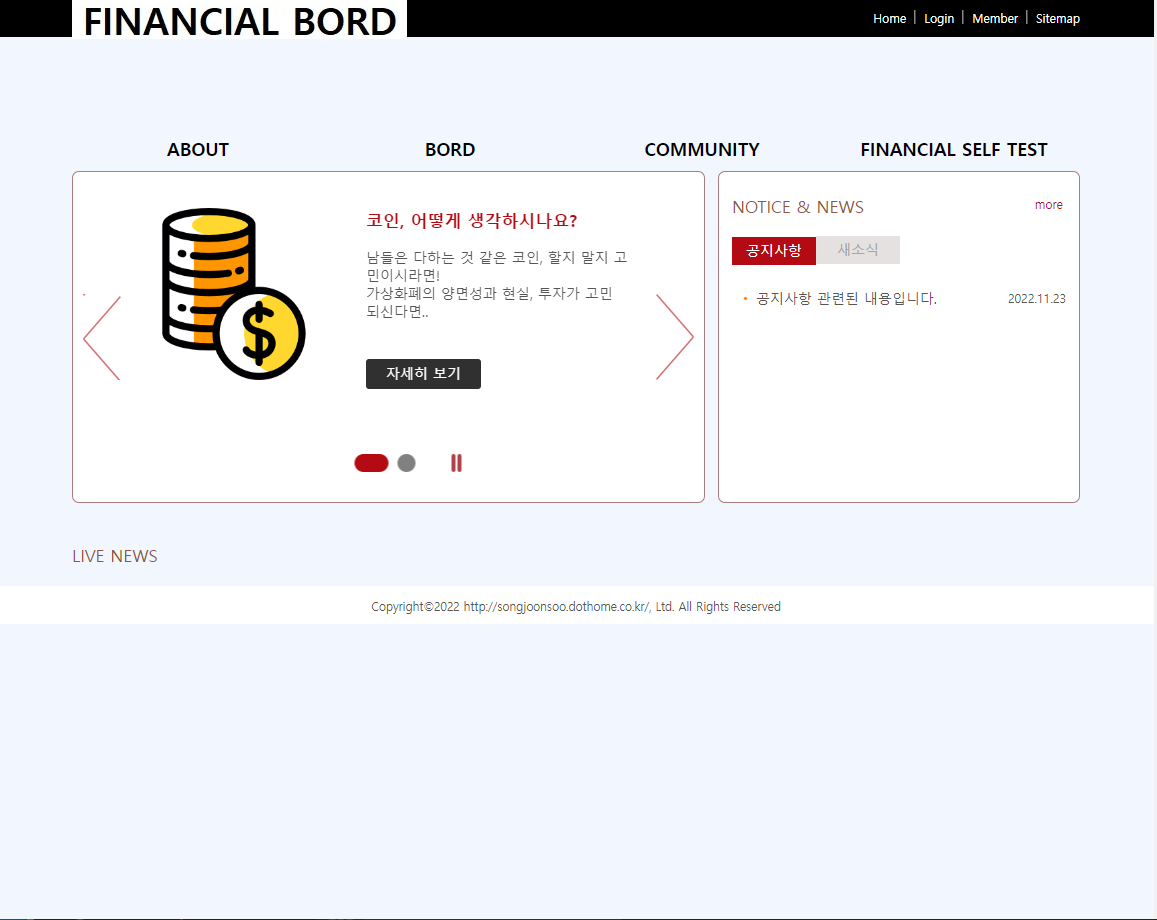 FINANCIAL BORD
Home | Login | Member | Sitemap
ABOUT BORD COMMUNITY FINANCIAL SELF TEST
코인, 어떻게 생각하시나요?
남들은 다하는 것 같은 코인, 할지 말지 고
민이시라면!
가상화폐의 양면성과 현실, 투자가 고민
되신다면..
자세히 보기
$
NOTICE & NEWS more
공지사항 새소식
• 공지사항 관련된 내용입니다. 2022.11.23
LIVE NEWS
Copyright©2022 http://songjoonsoo.dothome.co.kr/, Ltd. All Rights Reserved